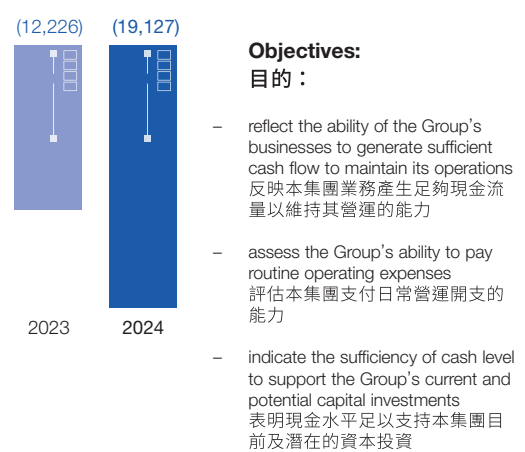 (12,226) (19,127)
2023 2024
Objectives:
目的：
– reflect the ability of the Group's
businesses to generate sufficient
cash flow to maintain its operations
反映本集團業務產生足夠現金流
量以維持其營運的能力
– assess the Group's ability to pay
routine operating expenses
評估本集團支付日常營運開支的
能力
– indicate the sufficiency of cash level
to support the Group's current and
potential capital investments
表明現金水平足以支持本集團目
前及潛在的資本投資